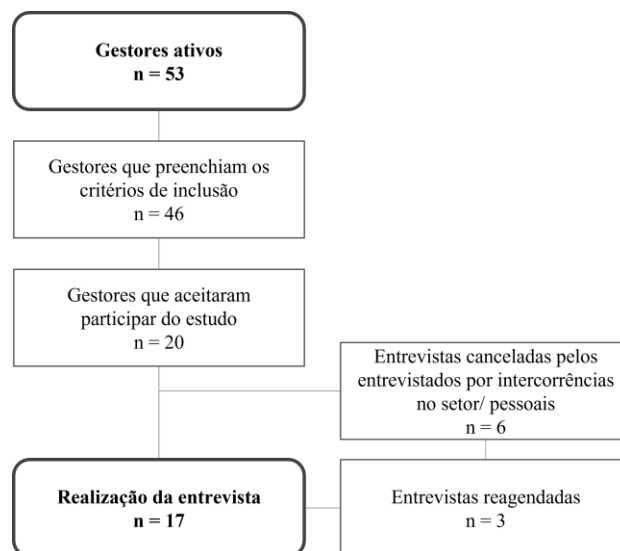 Gestores ativos
n = 53
Gestores que preenchiam os
critérios de inclusão
n = 46
Gestores que aceitaram
participar do estudo
n = 20
Entrevistas canceladas pelos
entrevistados por intercorrências
no setor/ pessoais
n = 6
Realização da entrevista
n = 17
Entrevistas reagendadas
n = 3